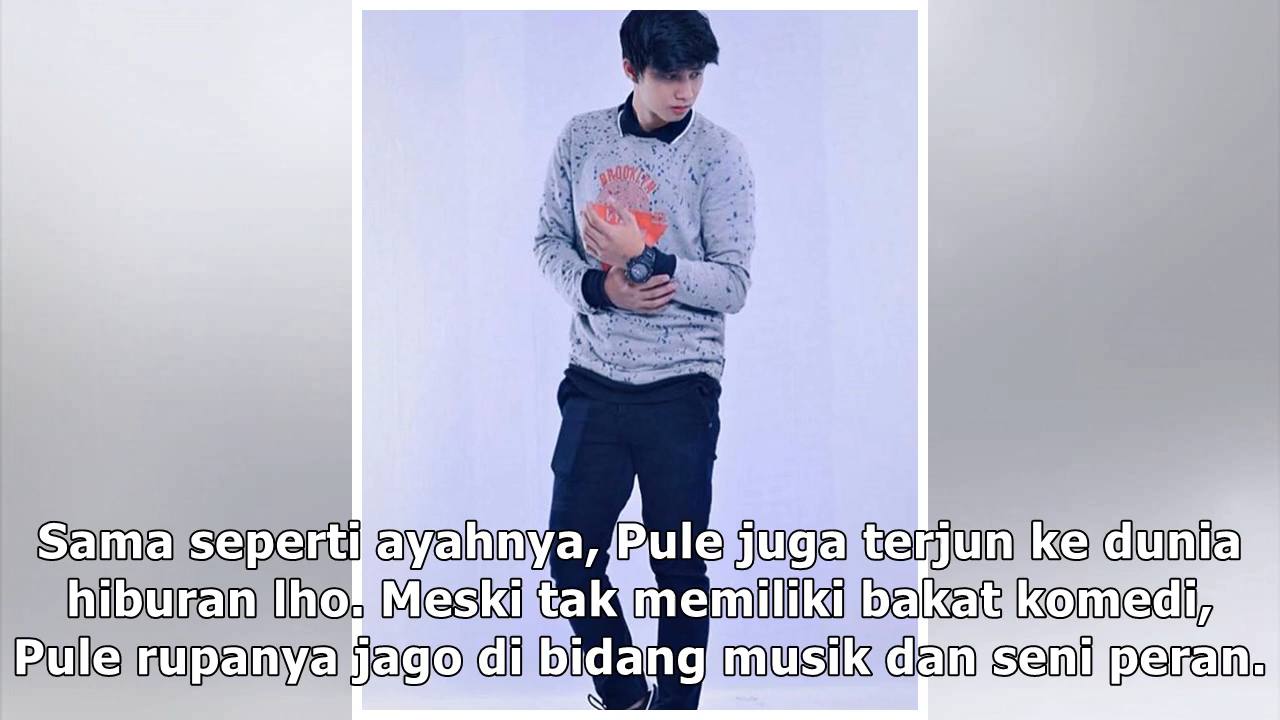 BROOKLYN
Sama seperti ayahnya, Pule juga terjun ke dunia
hiburan lho. Meski tak memiliki bakat komedi,
Pule rupanya jago di bidang musik dan seni peran.